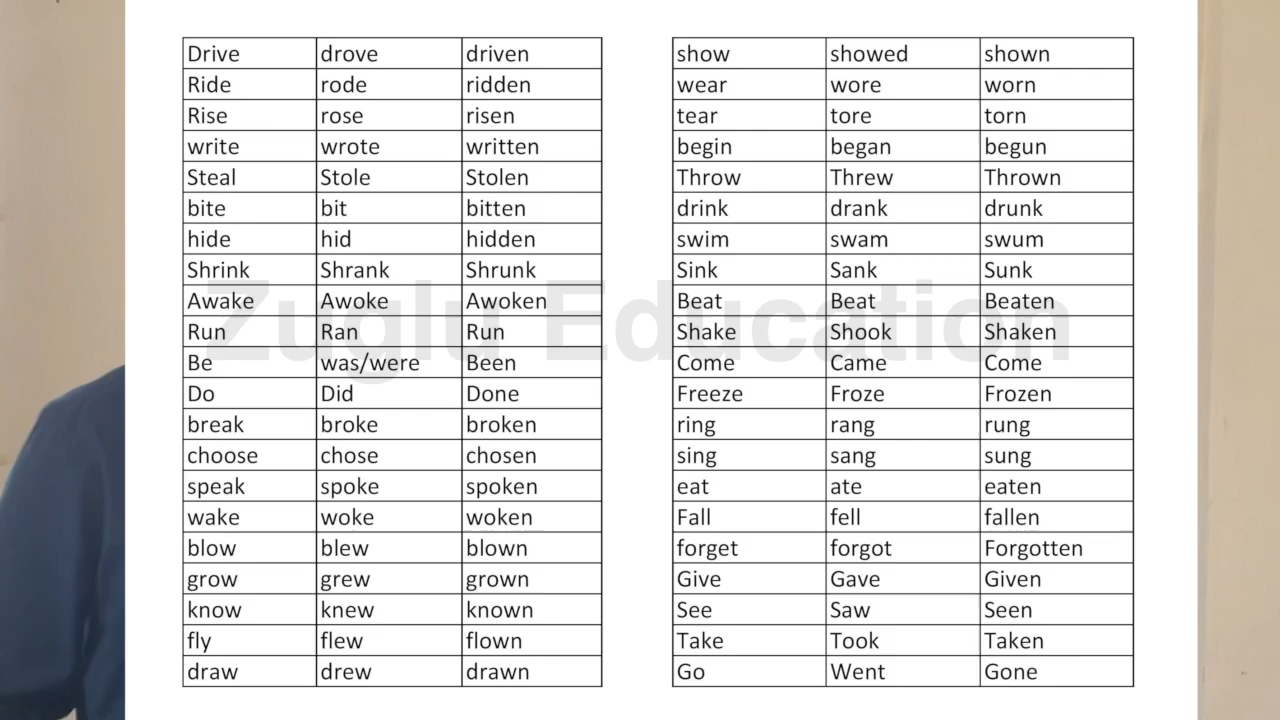 Drive drove driven
Ride rode ridden
Rise rose risen
write wrote written
Steal Stole Stolen
bite bit bitten
hide hid hidden
Shrink Shrank Shrunk
Awake Awoke Awoken
Run Ran Run
Be was/were Been
Do Did Done
break broke broken
choose chose chosen
speak spoke spoken
wake woke woken
blow blew blown
grow grew grown
know knew known
fly flew flown
draw drew drawn
show showed shown
wear wore worn
tear tore torn
begin began begun
Throw Threw Thrown
drink drank drunk
swim swam swum
Sink Sank Sunk
Beat Beat Beaten
Shake Shook Shaken
Come Came Come
Freeze Froze Frozen
ring rang rung
sing sang sung
eat ate eaten
Fall fell fallen
forget forgot Forgotten
Give Gave Given
See Saw Seen
Take Took Taken
Go Went Gone
Zuglu Education